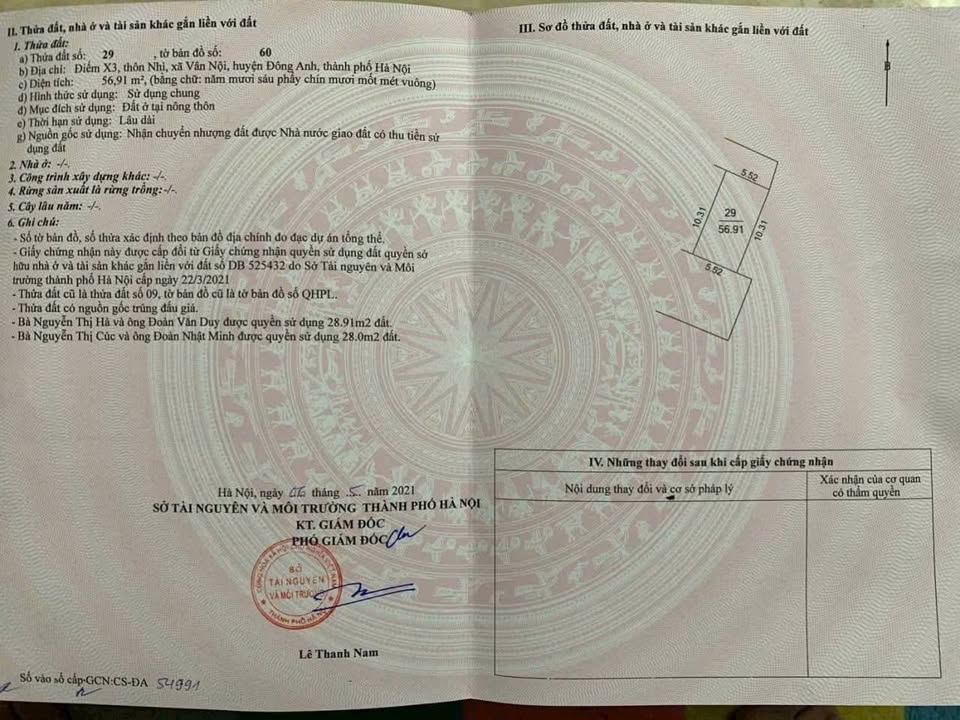 II. Thửa đất, nhà ở và tài sản khác gắn liền với đất
1. Thửa đất:
a) Thửa đất số: 29 , tờ bản đồ số: 60
b) Địa chỉ: Điểm X3, thôn Nhì, xã Vân Nội, huyện Đông Anh, thành phố Hà Nội
c) Diện tích: 56,91 m², (bằng chữ: năm mươi sáu phẩy chín mươi mốt mét vuông)
d) Hình thức sử dụng: Sử dụng chung
đ) Mục đích sử dụng: Đất ở tại nông thôn
e) Thời hạn sử dụng: Lâu dài
g) Nguồn gốc sử dụng: Nhận chuyển nhượng đất được Nhà nước giao đất có thu tiền sử
dụng đất
2. Nhà ở: -/-.
3. Công trình xây dựng khác: -/-.
4. Rừng sản xuất là rừng trồng:-/-.
5. Cây lâu năm: -/-.
6. Ghi chú:
- Số tờ bản đồ, số thửa xác định theo bản đồ địa chính đo đạc dự án tổng thể.
- Giấy chứng nhận này được cấp đổi từ Giấy chứng nhận quyền sử dụng đất quyền sở
hữu nhà ở và tài sản khác gắn liền với đất số DB 525432 do Sở Tài nguyên và Môi
trường thành phố Hà Nội cấp ngày 22/3/2021
- Thửa đất cũ là thửa đất số 09, tờ bản đồ cũ là tờ bản đồ số QHPL.
- Thửa đất có nguồn gốc trúng đấu giá.
- Bà Nguyễn Thị Hà và ông Đoàn Văn Duy được quyền sử dụng 28.91m2 đất.
- Bà Nguyễn Thị Cúc và ông Đoàn Nhật Minh được quyền sử dụng 28.0m2 đất.
Hà Nội, ngày 06 tháng 5 năm 2021
SỞ TÀI NGUYÊN VÀ MÔI TRƯỜNG THÀNH PHỐ HÀ NỘI
KT. GIÁM ĐỐC
PHÓ GIÁM ĐỐC
SỞ
TÀI NGUYÊN
VÀ MÔI TRƯỜNG
THÀNH PHỐ HÀ NỘI
Lê Thanh Nam
Số vào sổ cấp GCN:CS-ĐA 54991
III. Sơ đồ thửa đất, nhà ở và tài sản khác gắn liền với đất
B
5.52
10.31
29
56.91
10.31
5.52
IV. Những thay đổi sau khi cấp giấy chứng nhận
Nội dung thay đổi và cơ sở pháp lý
Xác nhận của cơ quan
có thẩm quyền